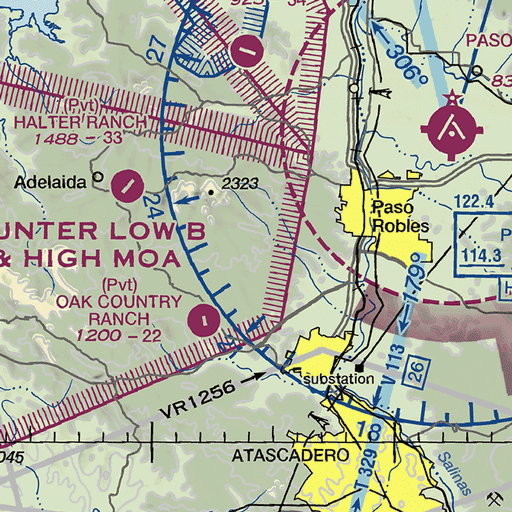 925
34
27
306°
PASO
83
(Pvt)
HALTER RANCH
1488 - 33
Adelaida
2323
24
122.4
Paso
Robles
P
114.3
H
UNTER LOW B
& HIGH MOA
(Pvt)
OAK COUNTRY
RANCH
1200 - 22
179°
21
V 113
26
substation
VR1256
18
ATASCADERO
T 329
045
Salinas